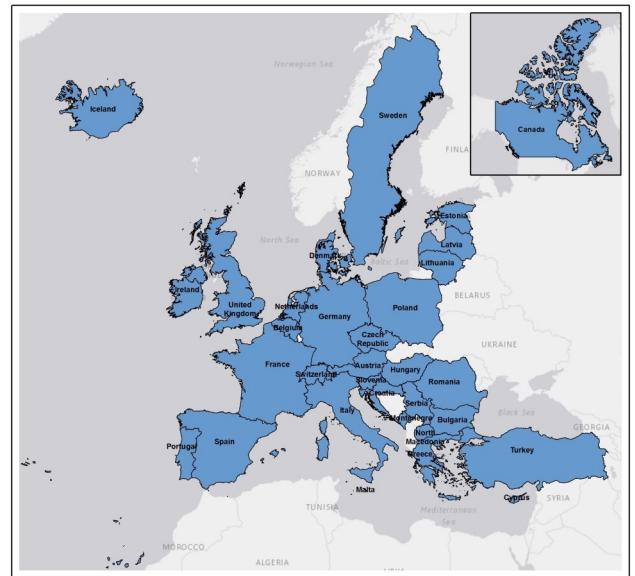 Norwegian Sea
Iceland
Canada
Sweden
FINLA
NORWAY
Estonia
North Sea
Latvia
Denmark
Baltic Sea
Lithuania
Ireland
BELARUS
United
Kingdom
Netherlands
Poland
Germany
Belgium
Czech
Republic
UKRAINE
France
Austria
Hungary
Switzerland
Slovenia
Romania
Croatia
Serbia
Italy
Black Sea
Montenegro
Bulgaria
GEORGIA
North
Macedonia
Portugal
Spain
Greece
Turkey
Malta
Cyprus
SYRIA
TUNISIA
Mediterranean
Sea
MOROCCO
ALGERIA